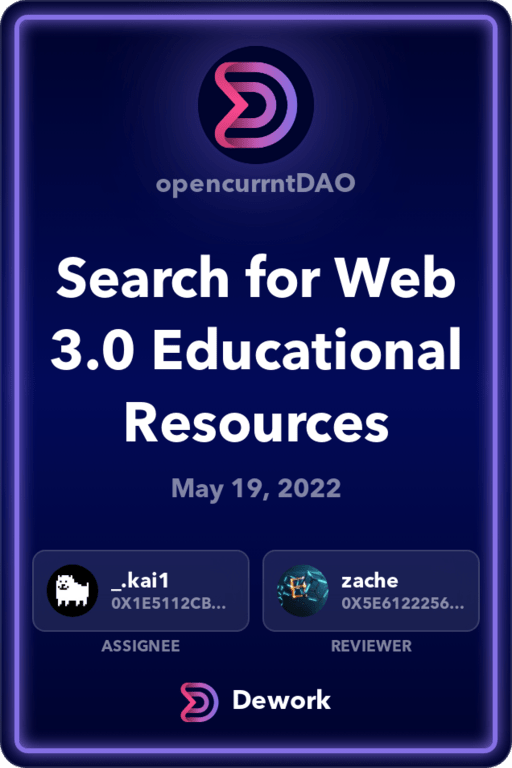 opencurrntDAO
Search for Web
3.0 Educational
Resources
May 19, 2022
_.kai1
0X1E5112CB...
zache
0X5E6122256...
ASSIGNEE
REVIEWER
Dework